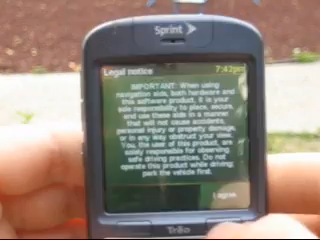 Sprint
Legal notice 7:43pm
IMPORTANT: When using
navigation aids, both hardware and
this software product, it is your
sole responsibility to place, secure,
and use these aids in a manner
that will not cause accidents,
personal injury or property damage,
or in any way obstruct your view.
You, the user of this product, are
solely responsible for observing
safe driving practices. Do not
operate this product while driving;
park the vehicle first.
I agree
Treo